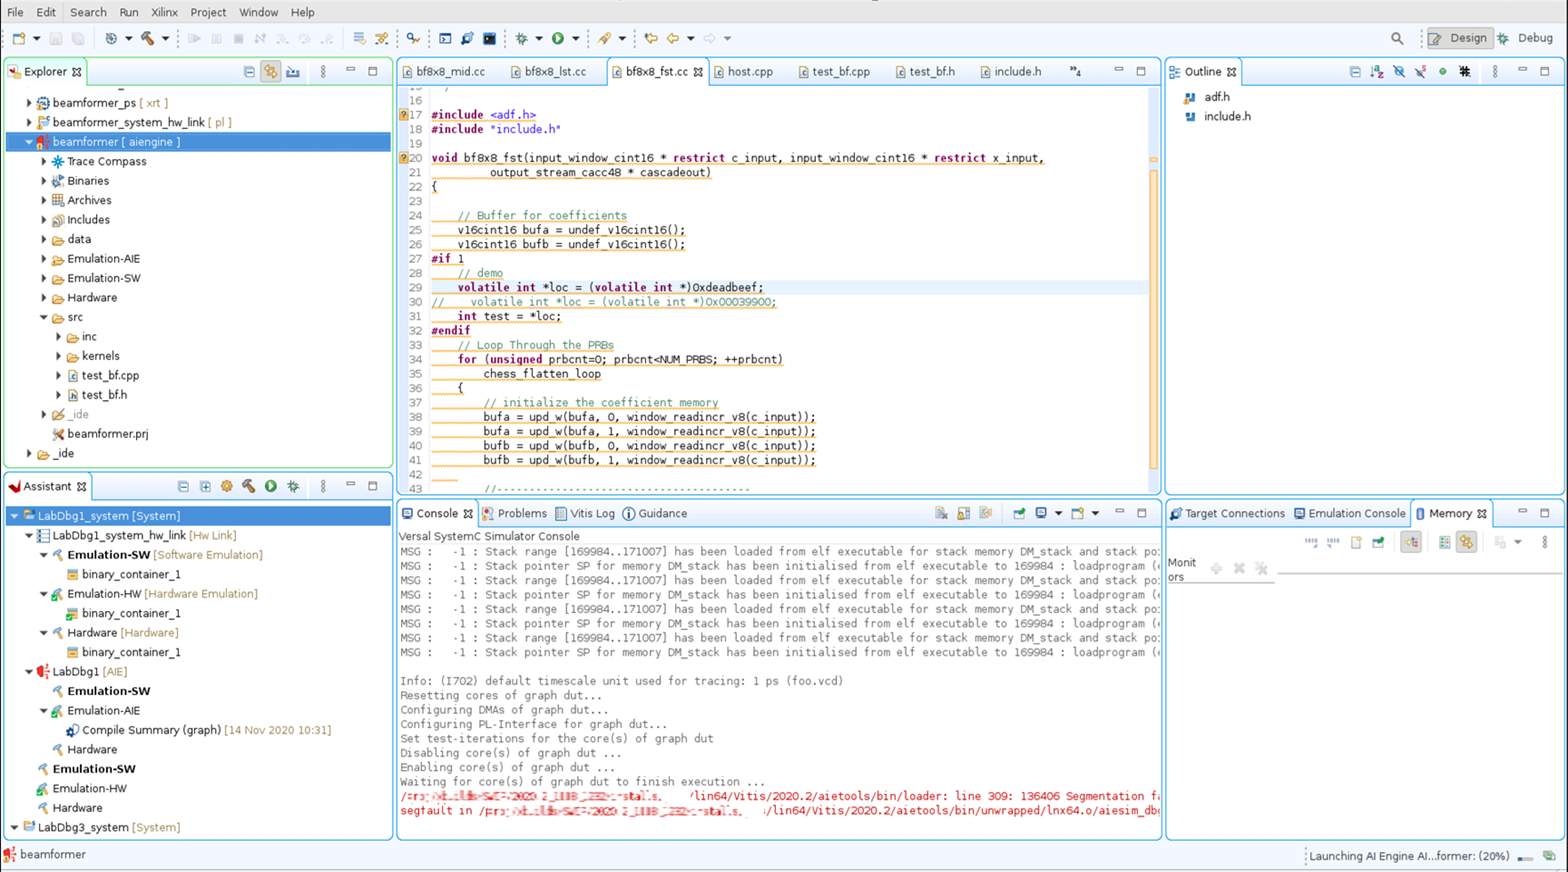 File Edit Search Run Xilinx Project Window Help
Design Debug
Explorer
beamformer_ps [ xrt ]
beamformer_system_hw_link [ pl ]
beamformer [ aiengine ]
Trace Compass
Binaries
Archives
Includes
data
Emulation-AIE
Emulation-SW
Hardware
src
inc
kernels
test_bf.cpp
test_bf.h
_ide
beamformer.prj
_ide
bf8x8_mid.cc bf8x8_lst.cc bf8x8_fst.cc host.cpp test_bf.cpp test_bf.h include.h »4
16
17 #include <adf.h>
18 #include "include.h"
19
20 void bf8x8_fst(input_window_cint16 * restrict c_input, input_window_cint16 * restrict x_input,
21 output_stream_cacc48 * cascadeout)
22 {
23
24 // Buffer for coefficients
25 v16cint16 bufa = undef_v16cint16();
26 v16cint16 bufb = undef_v16cint16();
27 #if 1
28 // demo
29 volatile int *loc = (volatile int *)0xdeadbeef;
30 // volatile int *loc = (volatile int *)0x00039900;
31 int test = *loc;
32 #endif
33 // Loop Through the PRBs
34 for (unsigned prbcnt=0; prbcnt<NUM_PRBS; ++prbcnt)
35 chess_flatten_loop
36 {
37 // initialize the coefficient memory
38 bufa = upd_w(bufa, 0, window_readincr_v8(c_input));
39 bufa = upd_w(bufa, 1, window_readincr_v8(c_input));
40 bufb = upd_w(bufb, 0, window_readincr_v8(c_input));
41 bufb = upd_w(bufb, 1, window_readincr_v8(c_input));
42
43 //---------------------------------------
Outline
adf.h
include.h
Assistant
LabDbg1_system [System]
LabDbg1_system_hw_link [Hw Link]
Emulation-SW [Software Emulation]
binary_container_1
Emulation-HW [Hardware Emulation]
binary_container_1
Hardware [Hardware]
binary_container_1
LabDbg1 [AIE]
Emulation-SW
Emulation-AIE
Compile Summary (graph) [14 Nov 2020 10:31]
Hardware
Emulation-SW
Emulation-HW
Hardware
LabDbg3_system [System]
Console Problems Vitis Log Guidance
Versal SystemC Simulator Console
MSG : -1 : Stack range [169984..171007] has been loaded from elf executable for stack memory DM_stack and stack poi
MSG : -1 : Stack pointer SP for memory DM_stack has been initialised from elf executable to 169984 : loadprogram (e
MSG : -1 : Stack range [169984..171007] has been loaded from elf executable for stack memory DM_stack and stack poi
MSG : -1 : Stack pointer SP for memory DM_stack has been initialised from elf executable to 169984 : loadprogram (e
MSG : -1 : Stack range [169984..171007] has been loaded from elf executable for stack memory DM_stack and stack poi
MSG : -1 : Stack pointer SP for memory DM_stack has been initialised from elf executable to 169984 : loadprogram (e
MSG : -1 : Stack range [169984..171007] has been loaded from elf executable for stack memory DM_stack and stack poi
MSG : -1 : Stack pointer SP for memory DM_stack has been initialised from elf executable to 169984 : loadprogram (e
Info: (I702) default timescale unit used for tracing: 1 ps (foo.vcd)
Resetting cores of graph dut...
Configuring DMAs of graph dut...
Configuring PL-Interface for graph dut...
Set test-iterations for the core(s) of graph dut
Disabling core(s) of graph dut ...
Enabling core(s) of graph dut ...
Waiting for core(s) of graph dut to finish execution ...
/lin64/Vitis/2020.2/aietools/bin/loader: line 309: 136406 Segmentation fa
segfault in /lin64/Vitis/2020.2/aietools/bin/unwrapped/lnx64.o/aiesim_dbg
Target Connections Emulation Console Memory
Monit
ors
beamformer
Launching AI Engine AI...former: (20%)